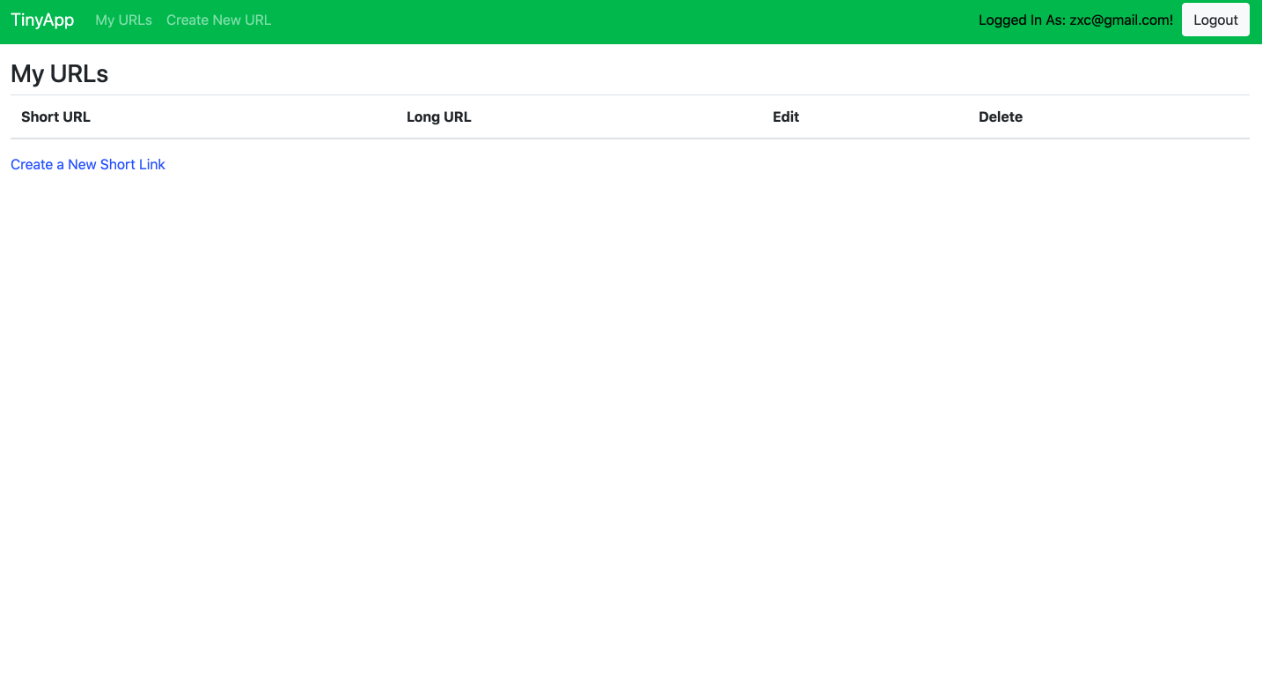 TinyApp My URLs Create New URL Logged In As: zxc@gmail.com! Logout
My URLs
Short URL Long URL Edit Delete
Create a New Short Link